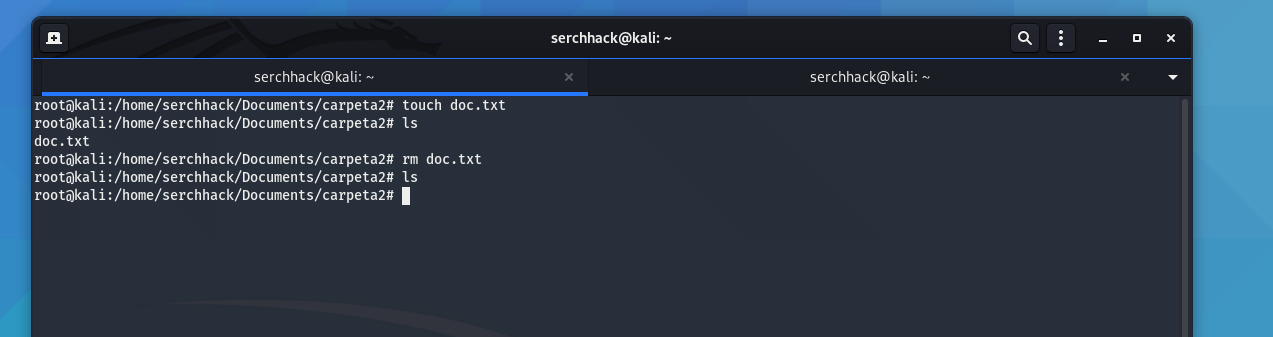 serchhack@kali: ~
serchhack@kali: ~
serchhack@kali: ~
root@kali:/home/serchhack/Documents/carpeta2# touch doc.txt
root@kali:/home/serchhack/Documents/carpeta2# ls
doc.txt
root@kali:/home/serchhack/Documents/carpeta2# rm doc.txt
root@kali:/home/serchhack/Documents/carpeta2# ls
root@kali:/home/serchhack/Documents/carpeta2#